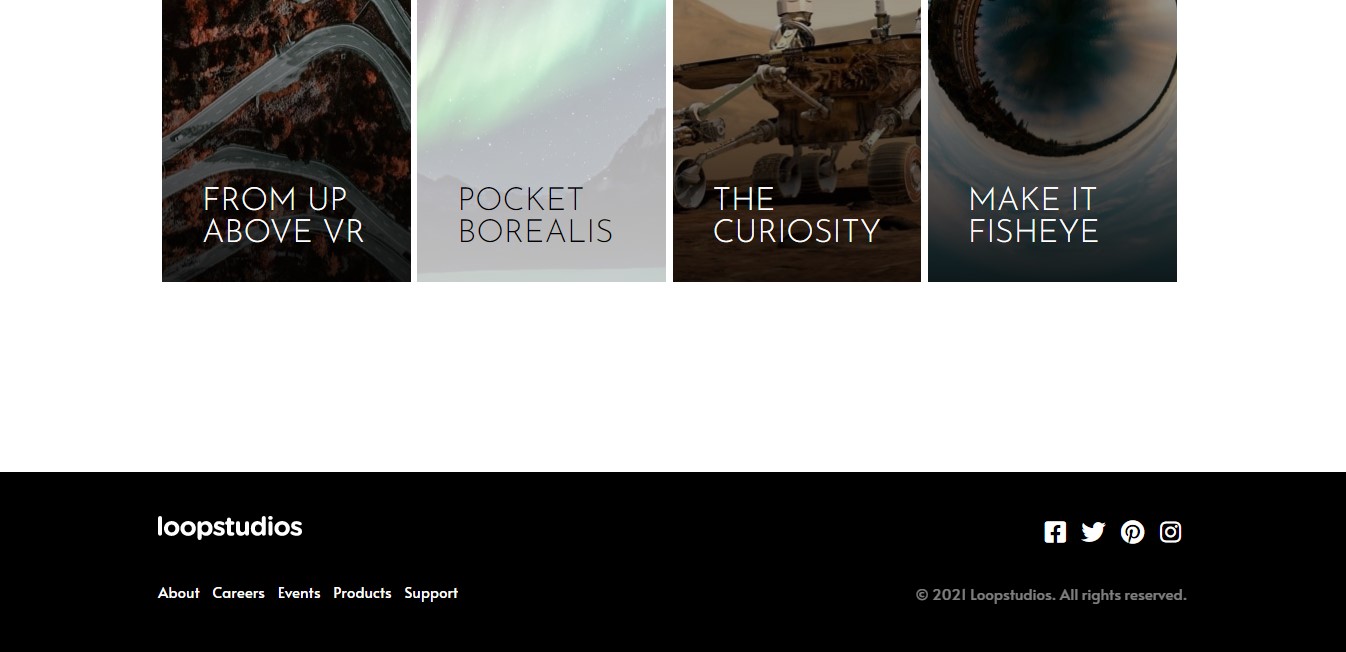 FROM UP
ABOVE VR
POCKET
BOREALIS
THE
CURIOSITY
MAKE IT
FISHEYE
loopstudios
About Careers Events Products Support
© 2021 Loopstudios. All rights reserved.